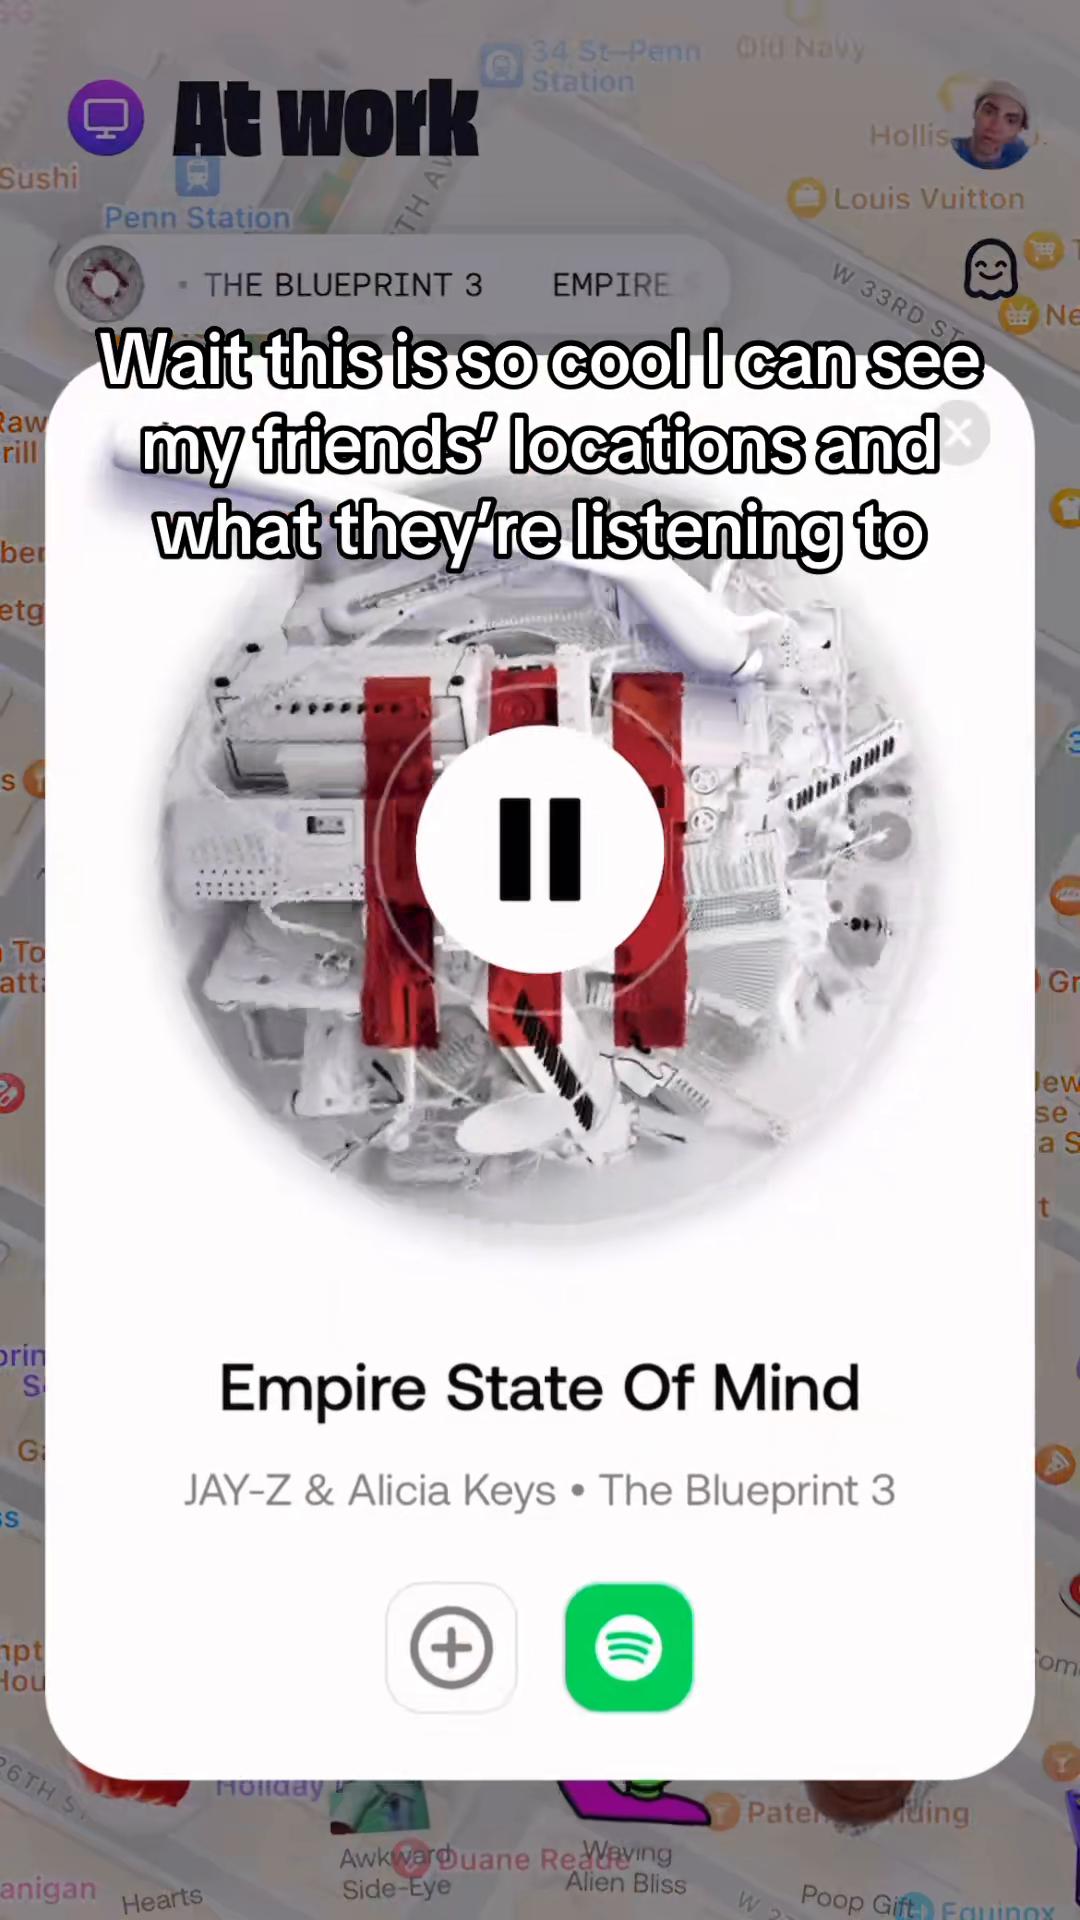 34 St–Penn
Station
Old Navy
At work
Sushi
Penn Station
Louis Vuitton
THE BLUEPRINT 3 EMPIRE
W 33RD ST
Wait this is so cool I can see
my friends’ locations and
what they’re listening to
Empire State Of Mind
JAY-Z & Alicia Keys • The Blueprint 3
26TH ST
Holiday
Awkward
Side-Eye
Duane Reade
Waving
Alien Bliss
Hearts
Poop Gift
Equinox